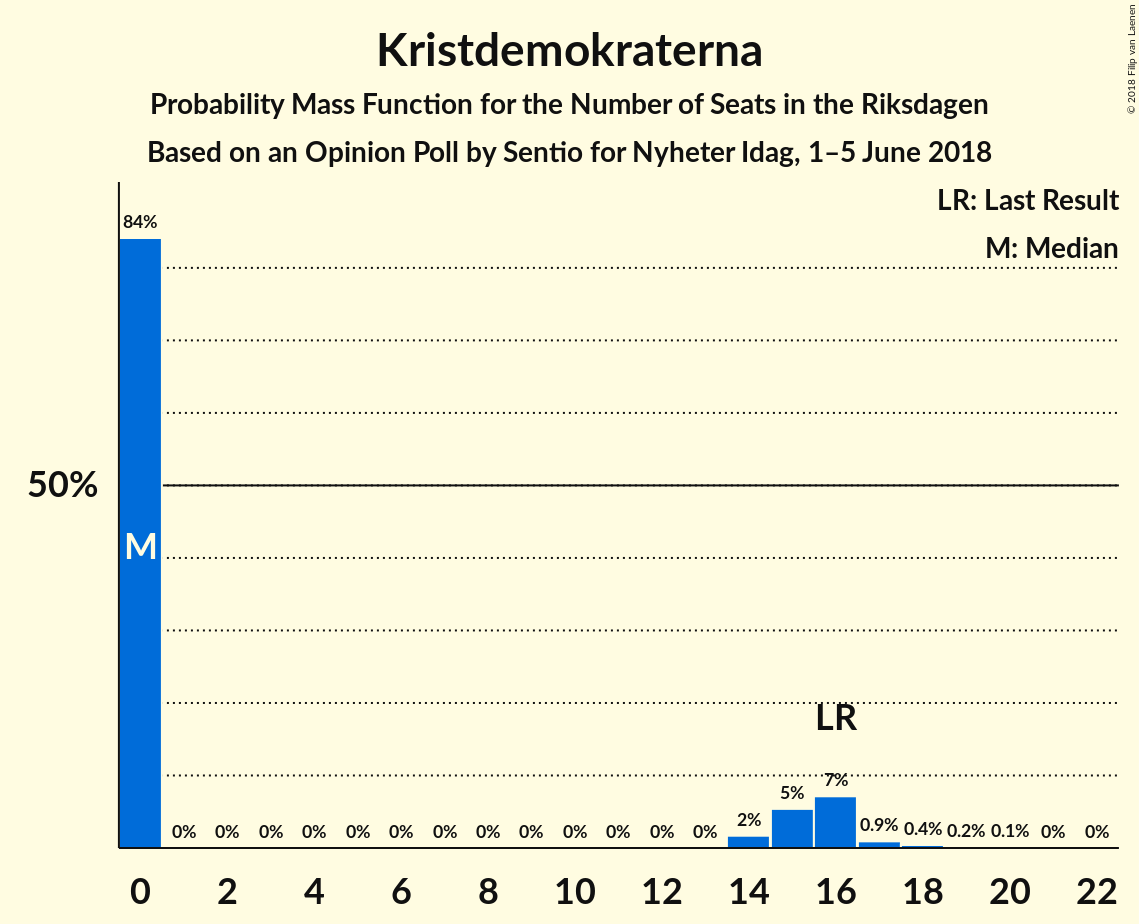 Kristdemokraterna
Probability Mass Function for the Number of Seats in the Riksdagen
Based on an Opinion Poll by Sentio for Nyheter Idag, 1–5 June 2018
© 2018 Filip van Laenen
LR: Last Result
M: Median
84%
50%
M
LR
0% 0% 0% 0% 0% 0% 0% 0% 0% 0% 0% 0% 0% 2% 5% 7% 0.9% 0.4% 0.2% 0.1% 0% 0%
0 2 4 6 8 10 12 14 16 18 20 22